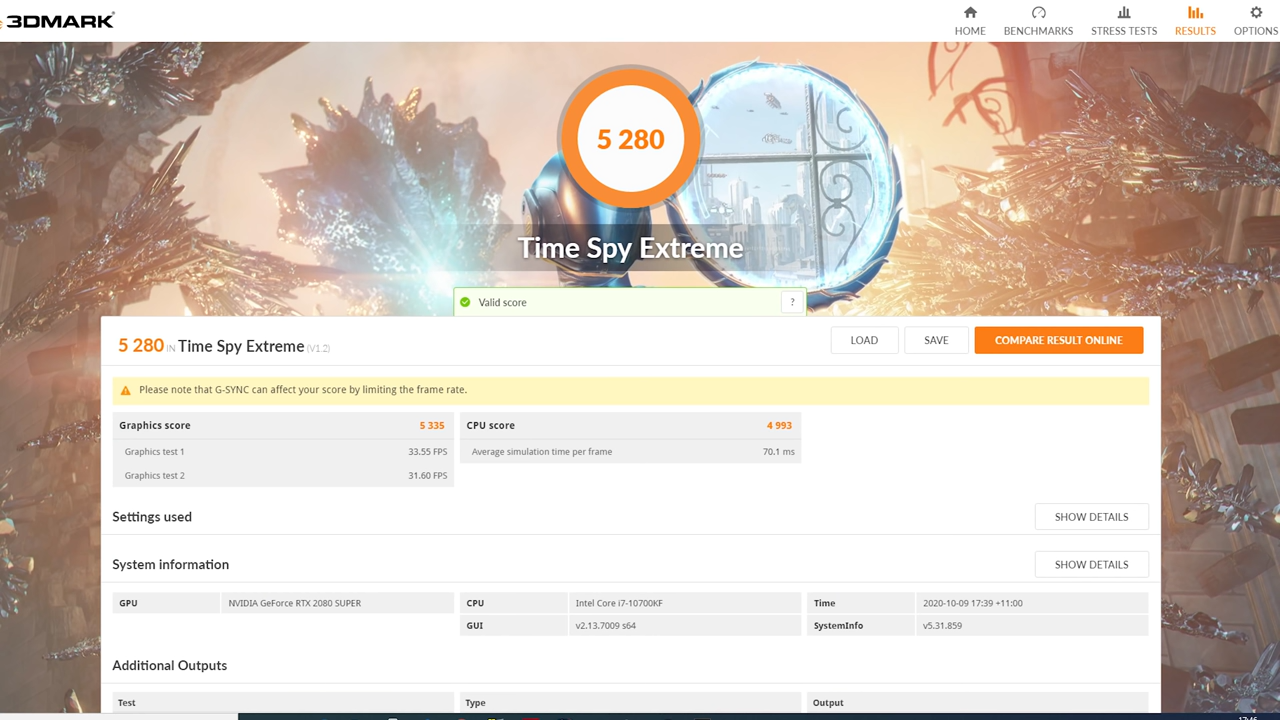 3DMARK
HOME BENCHMARKS STRESS TESTS RESULTS OPTIONS
5 280
Time Spy Extreme
Valid score ?
5 280 IN Time Spy Extreme (V1.2) LOAD SAVE COMPARE RESULT ONLINE
Please note that G-SYNC can affect your score by limiting the frame rate.
Graphics score 5 335 CPU score 4 993
Graphics test 1 33.55 FPS Average simulation time per frame 70.1 ms
Graphics test 2 31.60 FPS
Settings used SHOW DETAILS
System information SHOW DETAILS
GPU NVIDIA GeForce RTX 2080 SUPER CPU Intel Core i7-10700KF Time 2020-10-09 17:39 +11:00
GUI v2.13.7009 s64 SystemInfo v5.31.859
Additional Outputs
Test Type Output